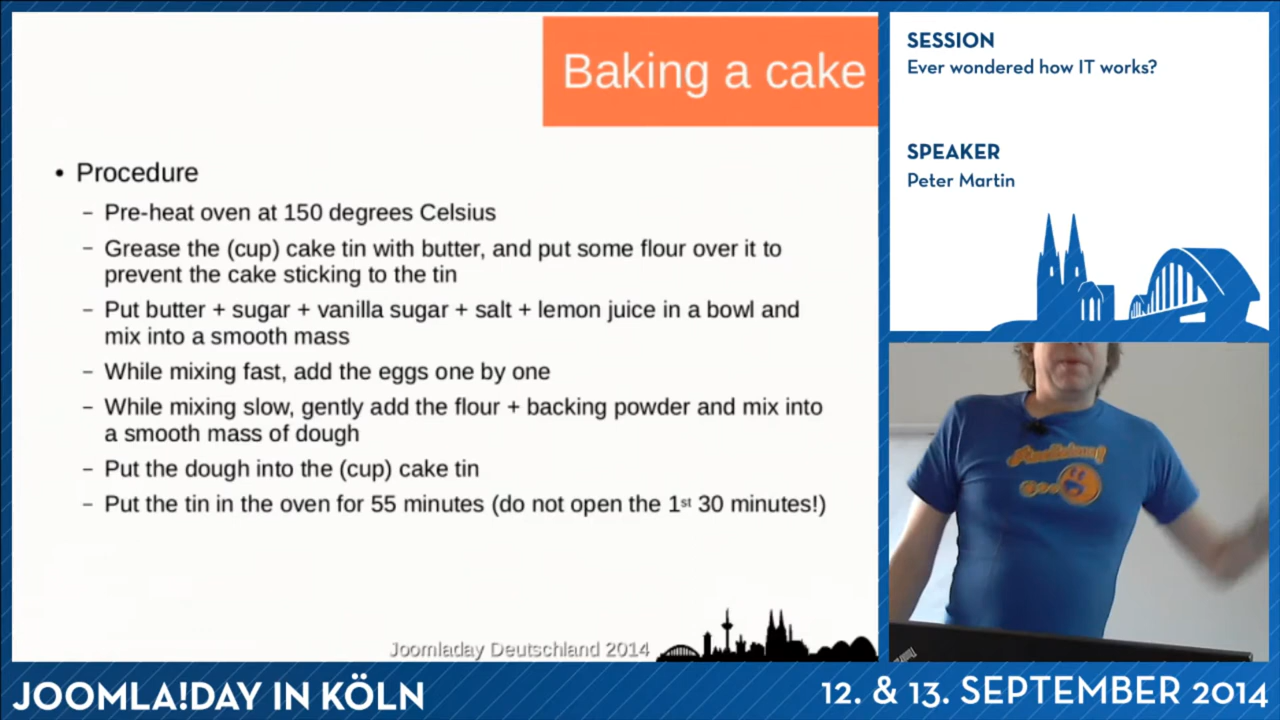 Baking a cake
• Procedure
– Pre-heat oven at 150 degrees Celsius
– Grease the (cup) cake tin with butter, and put some flour over it to
prevent the cake sticking to the tin
– Put butter + sugar + vanilla sugar + salt + lemon juice in a bowl and
mix into a smooth mass
– While mixing fast, add the eggs one by one
– While mixing slow, gently add the flour + backing powder and mix into
a smooth mass of dough
– Put the dough into the (cup) cake tin
– Put the tin in the oven for 55 minutes (do not open the 1st 30 minutes!)
Joomladay Deutschland 2014
SESSION
Ever wondered how IT works?
SPEAKER
Peter Martin
JOOMLA!DAY IN KÖLN
12. & 13. SEPTEMBER 2014